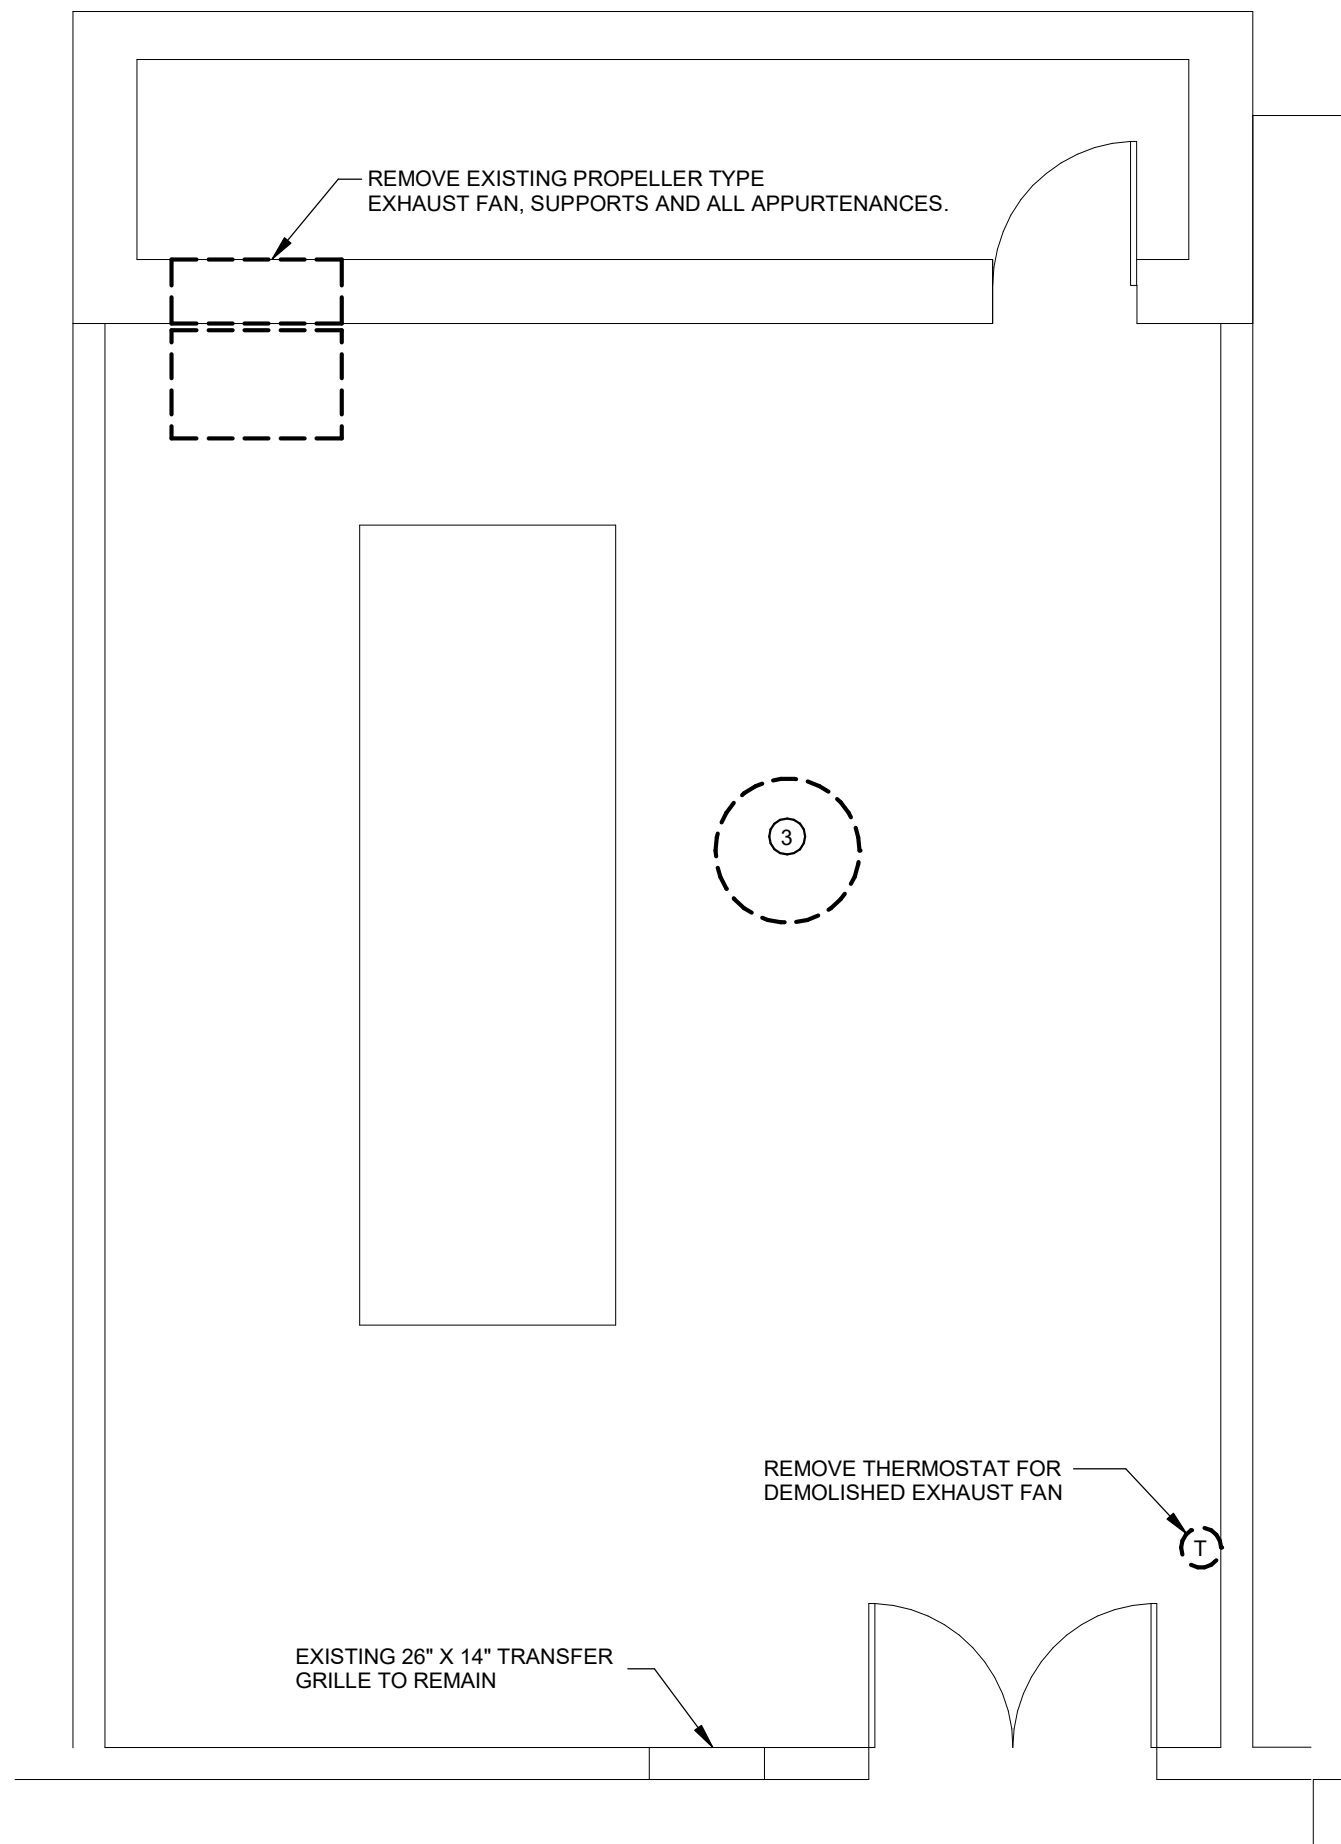 REMOVE EXISTING PROPELLER TYPE
EXHAUST FAN, SUPPORTS AND ALL APPURTENANCES.
3
REMOVE THERMOSTAT FOR
DEMOLISHED EXHAUST FAN
T
EXISTING 26" X 14" TRANSFER
GRILLE TO REMAIN